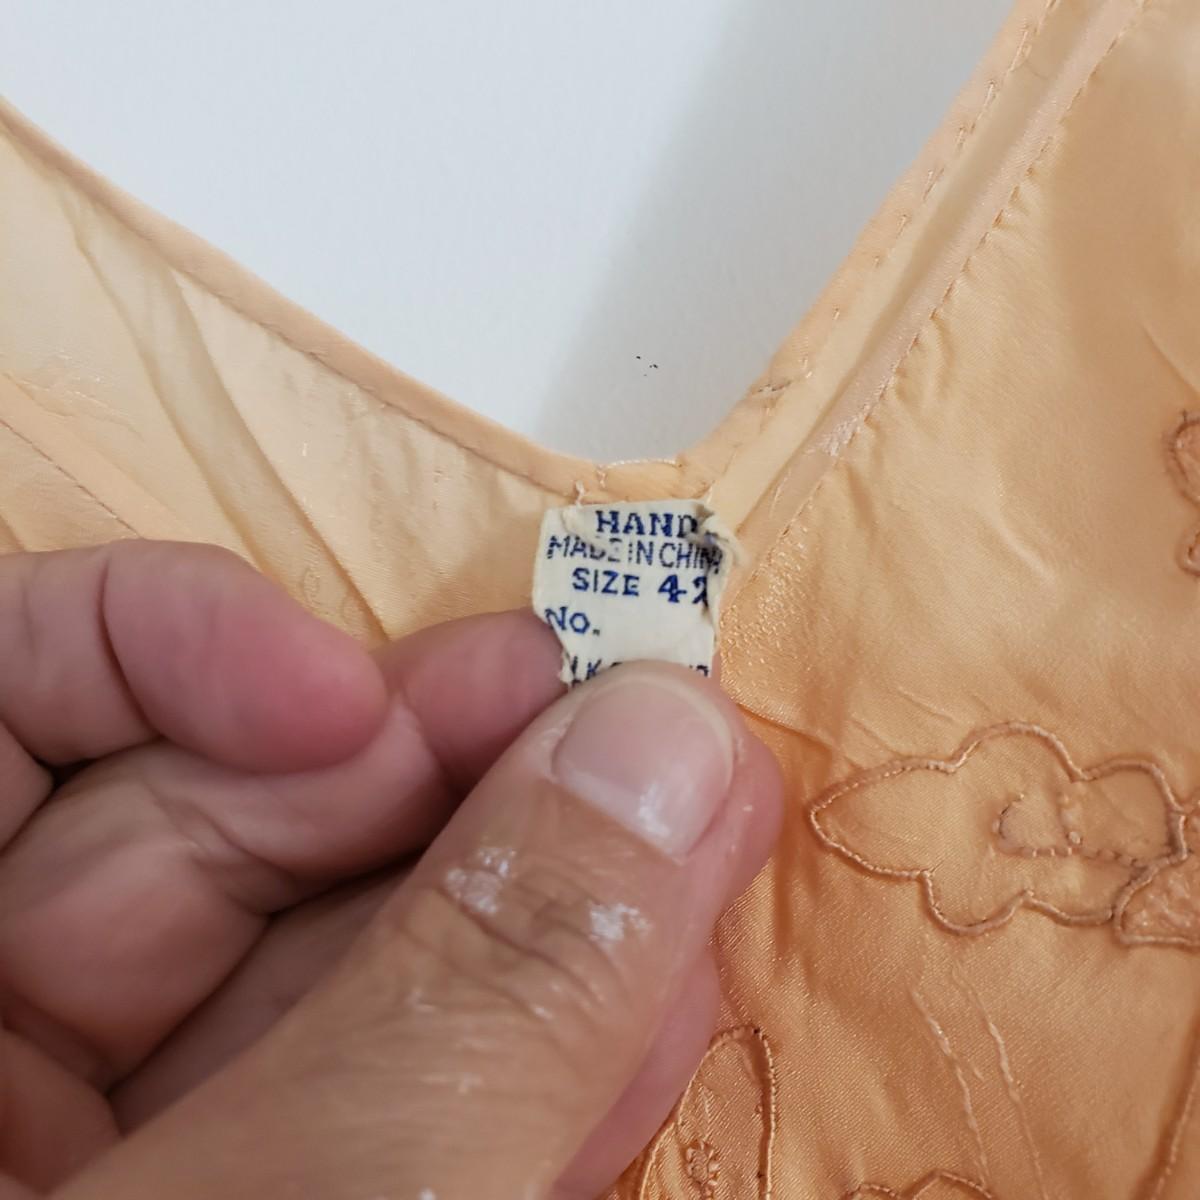 HAND
MADE IN CHINA
SIZE 42
No.